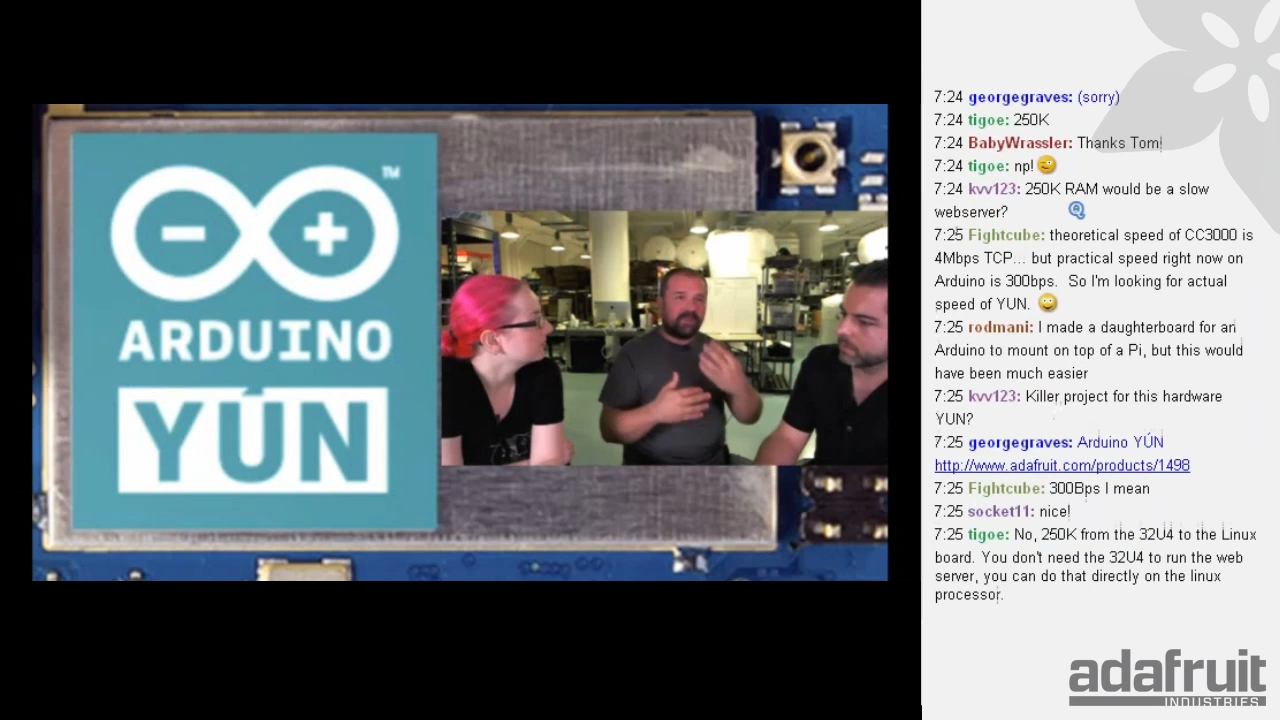 ™
ARDUINO
YÚN
7:24 georgegraves: (sorry)
7:24 tigoe: 250K
7:24 BabyWrassler: Thanks Tom!
7:24 tigoe: np!
7:24 kvv123: 250K RAM would be a slow
webserver?
7:25 Fightcube: theoretical speed of CC3000 is
4Mbps TCP... but practical speed right now on
Arduino is 300bps. So I'm looking for actual
speed of YUN.
7:25 rodmani: I made a daughterboard for an
Arduino to mount on top of a Pi, but this would
have been much easier
7:25 kvv123: Killer project for this hardware
YUN?
7:25 georgegraves: Arduino YÚN
http://www.adafruit.com/products/1498
7:25 Fightcube: 300Bps I mean
7:25 socket11: nice!
7:25 tigoe: No, 250K from the 32U4 to the Linux
board. You don't need the 32U4 to run the web
server, you can do that directly on the linux
processor.
adafruit
INDUSTRIES